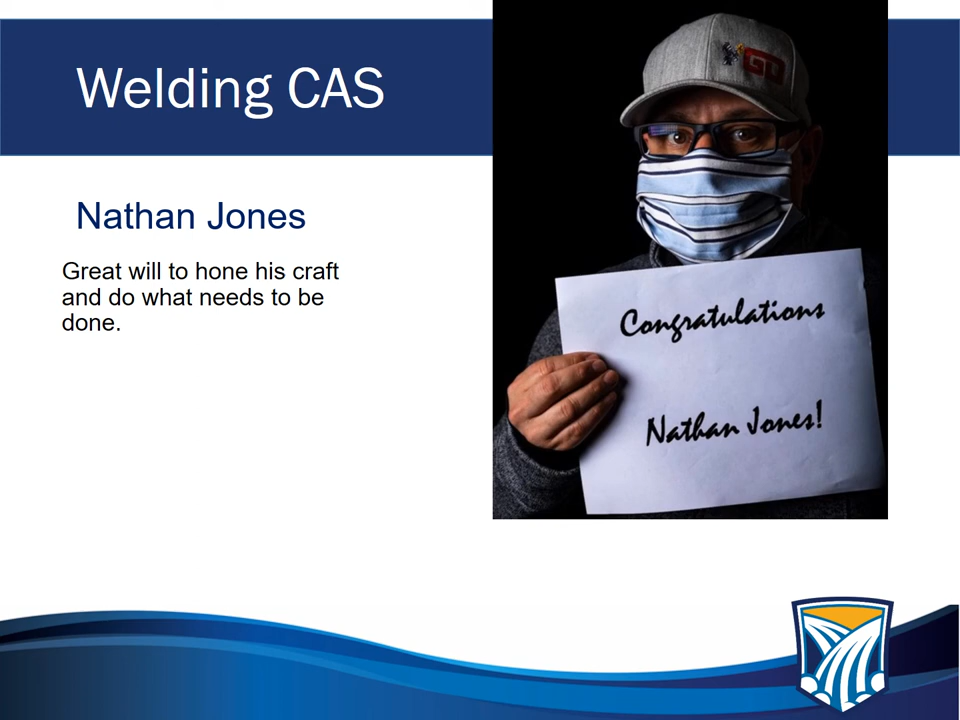 Welding CAS
Nathan Jones
Great will to hone his craft
and do what needs to be
done.
GD
Congratulations
Nathan Jones!